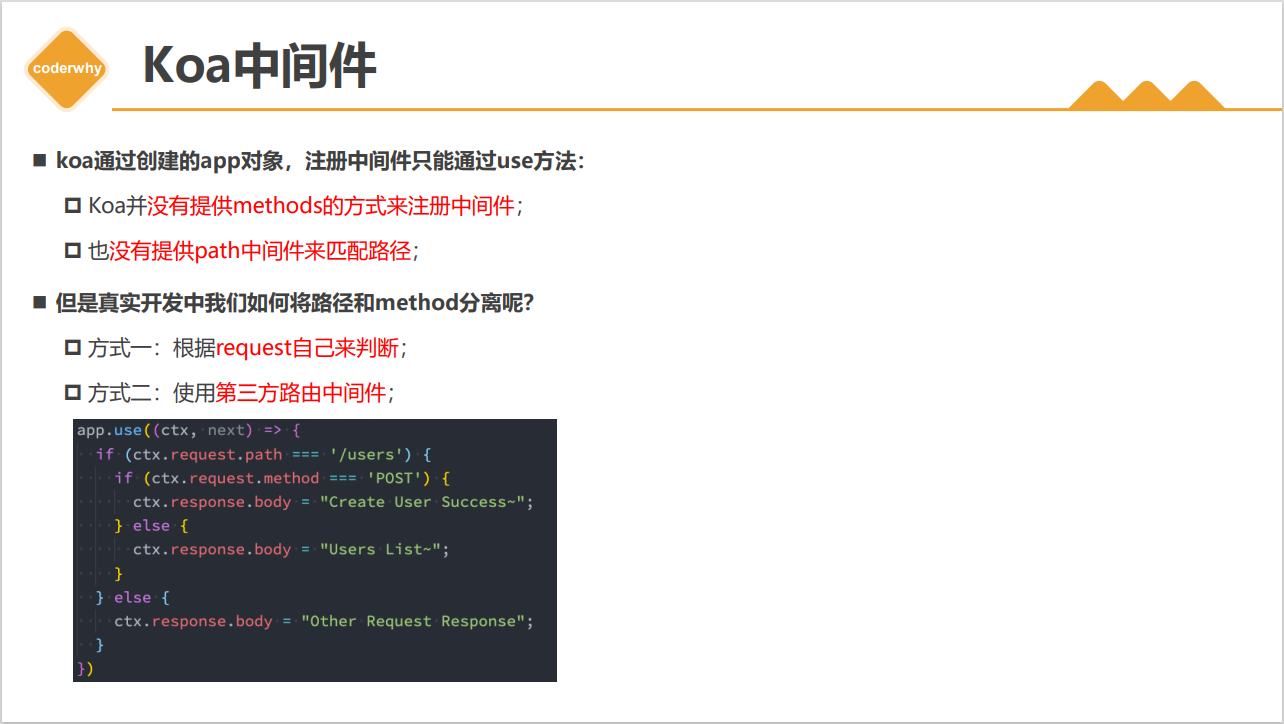 coderwhy
Koa中间件
koa通过创建的app对象，注册中间件只能通过use方法：
Koa并没有提供methods的方式来注册中间件；
也没有提供path中间件来匹配路径；
但是真实开发中我们如何将路径和method分离呢？
方式一：根据request自己来判断；
方式二：使用第三方路由中间件；
app.use((ctx, next) => {
  if (ctx.request.path === '/users') {
    if (ctx.request.method === 'POST') {
      ctx.response.body = "Create User Success~";
    } else {
      ctx.response.body = "Users List~";
    }
  } else {
    ctx.response.body = "Other Request Response";
  }
})